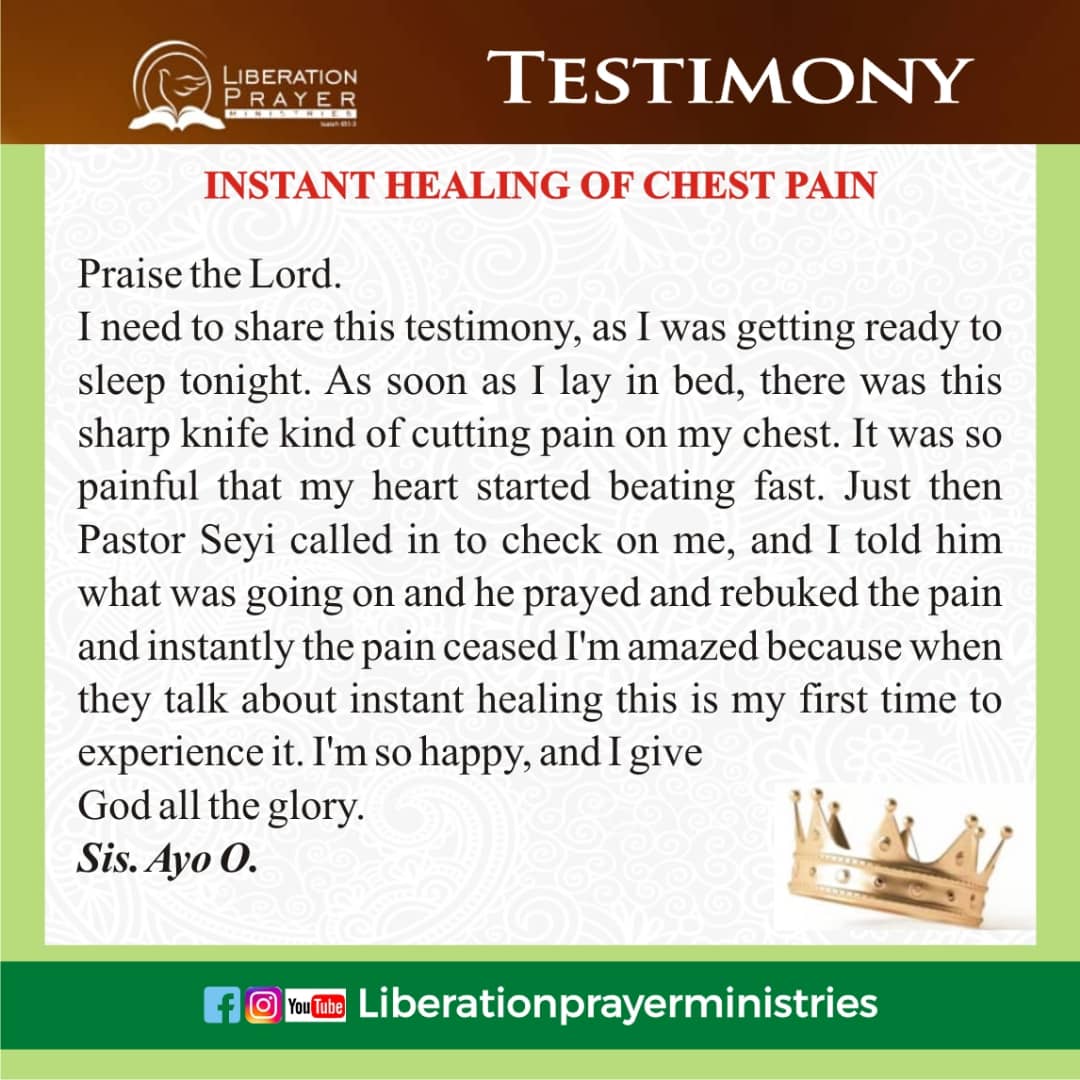 LIBERATION
PRAYER
MINISTRIES
TESTIMONY
INSTANT HEALING OF CHEST PAIN
Praise the Lord.
I need to share this testimony, as I was getting ready to
sleep tonight. As soon as I lay in bed, there was this
sharp knife kind of cutting pain on my chest. It was so
painful that my heart started beating fast. Just then
Pastor Seyi called in to check on me, and I told him
what was going on and he prayed and rebuked the pain
and instantly the pain ceased I'm amazed because when
they talk about instant healing this is my first time to
experience it. I'm so happy, and I give
God all the glory.
Sis. Ayo O.
YouTube Liberationprayerministries